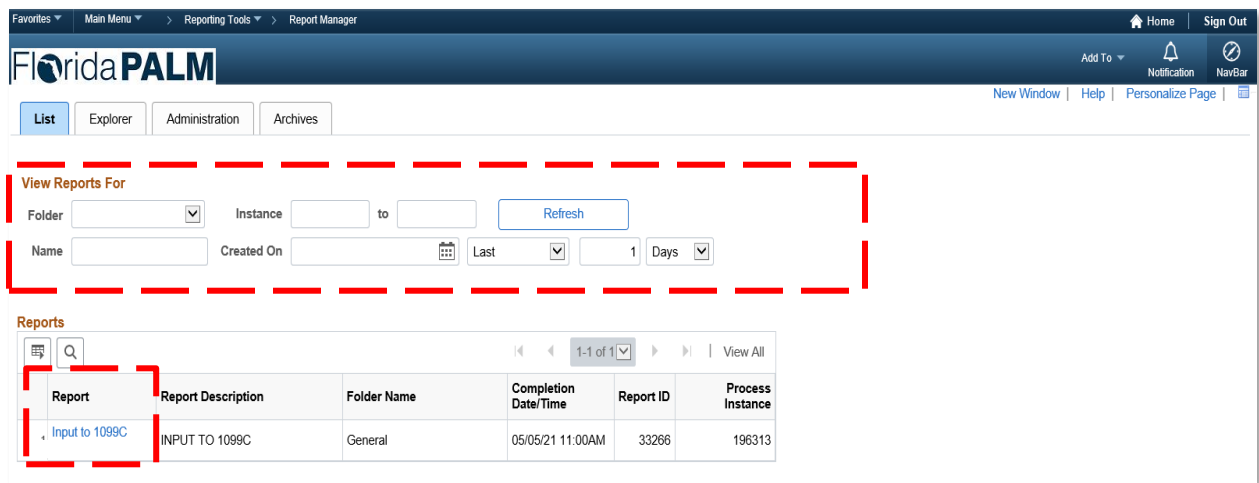 Favorites Main Menu > Reporting Tools > Report Manager Home Sign Out
Florida PALM Add To Notification NavBar
New Window | Help | Personalize Page |
List Explorer Administration Archives
View Reports For
Folder Instance to Refresh
Name Created On Last 1 Days
Reports
1-1 of 1 | View All
Report Report Description Folder Name Completion Date/Time Report ID Process Instance
1 Input to 1099C INPUT TO 1099C General 05/05/21 11:00AM 33266 196313